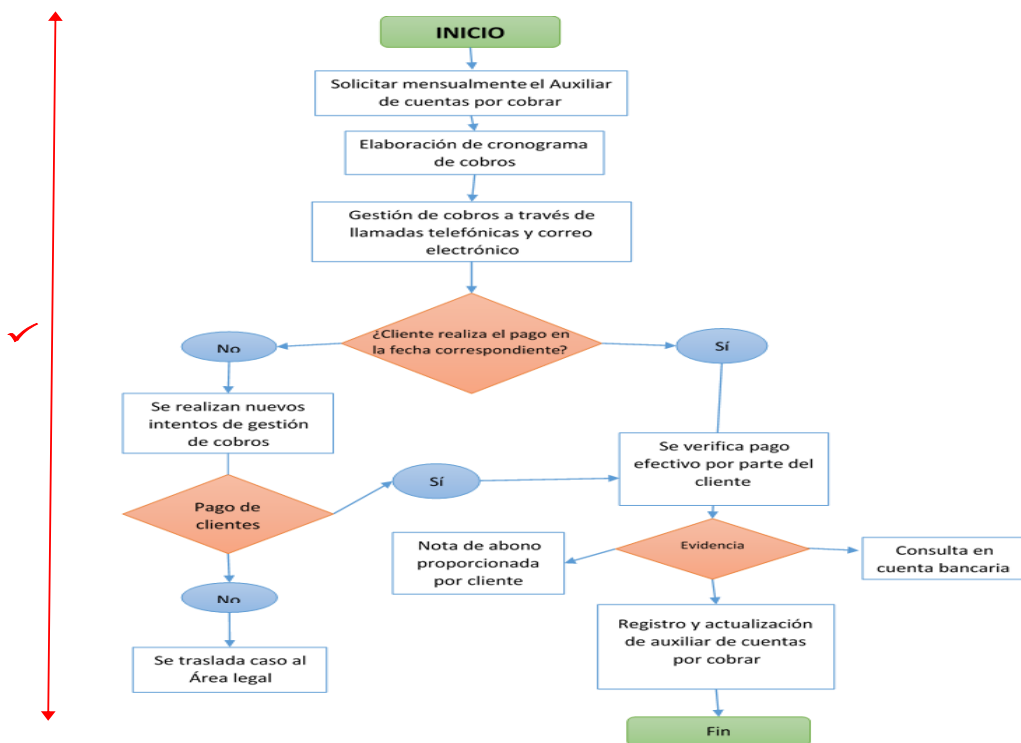 INICIO
Solicitar mensualmente el Auxiliar
de cuentas por cobrar
Elaboración de cronograma
de cobros
Gestión de cobros a través de
llamadas telefónicas y correo
electrónico
¿Cliente realiza el pago en
la fecha correspondiente?
No
Sí
Se realizan nuevos
intentos de gestión
de cobros
Se verifica pago
efectivo por parte del
cliente
Sí
Pago de
clientes
Nota de abono
proporcionada
por cliente
Evidencia
Consulta en
cuenta bancaria
No
Registro y actualización
de auxiliar de cuentas
por cobrar
Se traslada caso al
Área legal
Fin